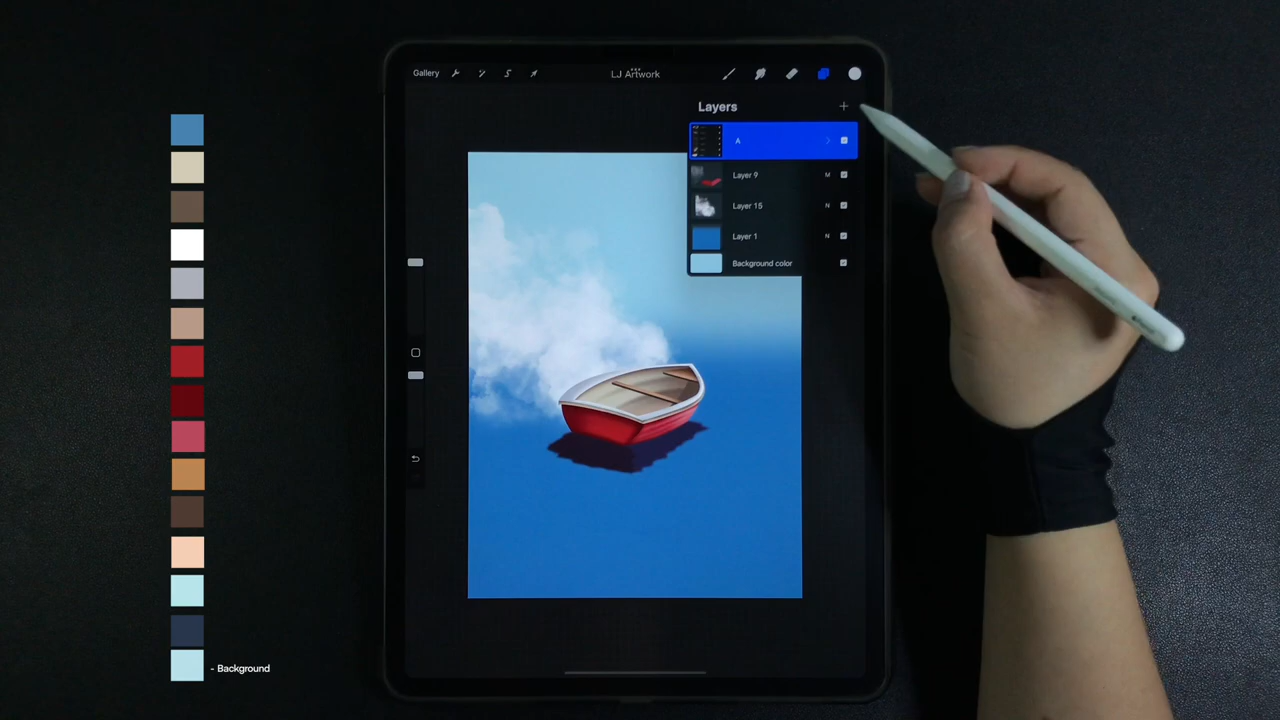 Gallery
LJ Artwork
Layers
A
Layer 9 M
Layer 15 N
Layer 1 N
Background color
- Background